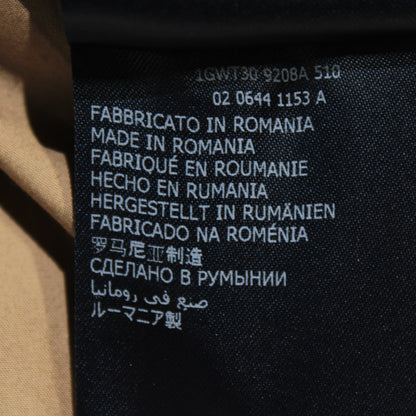 1GWT30 9208A 510
02 0644 1153 A
FABBRICATO IN ROMANIA
MADE IN ROMANIA
FABRIQUÉ EN ROUMANIE
HECHO EN RUMANIA
HERGESTELLT IN RUMÄNIEN
FABRICADO NA ROMÉNIA
罗马尼亚制造
СДЕЛАНО В РУМЫНИИ
صنع في رومانيا
ルーマニア製